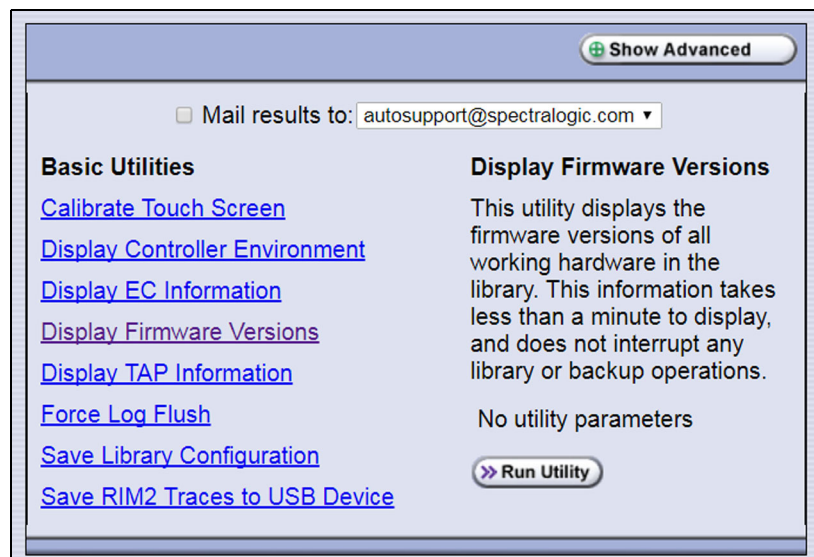 Show Advanced
Mail results to: autosupport@spectralogic.com
Basic Utilities
Calibrate Touch Screen
Display Controller Environment
Display EC Information
Display Firmware Versions
Display TAP Information
Force Log Flush
Save Library Configuration
Save RIM2 Traces to USB Device
Display Firmware Versions
This utility displays the
firmware versions of all
working hardware in the
library. This information takes
less than a minute to display,
and does not interrupt any
library or backup operations.
No utility parameters
Run Utility